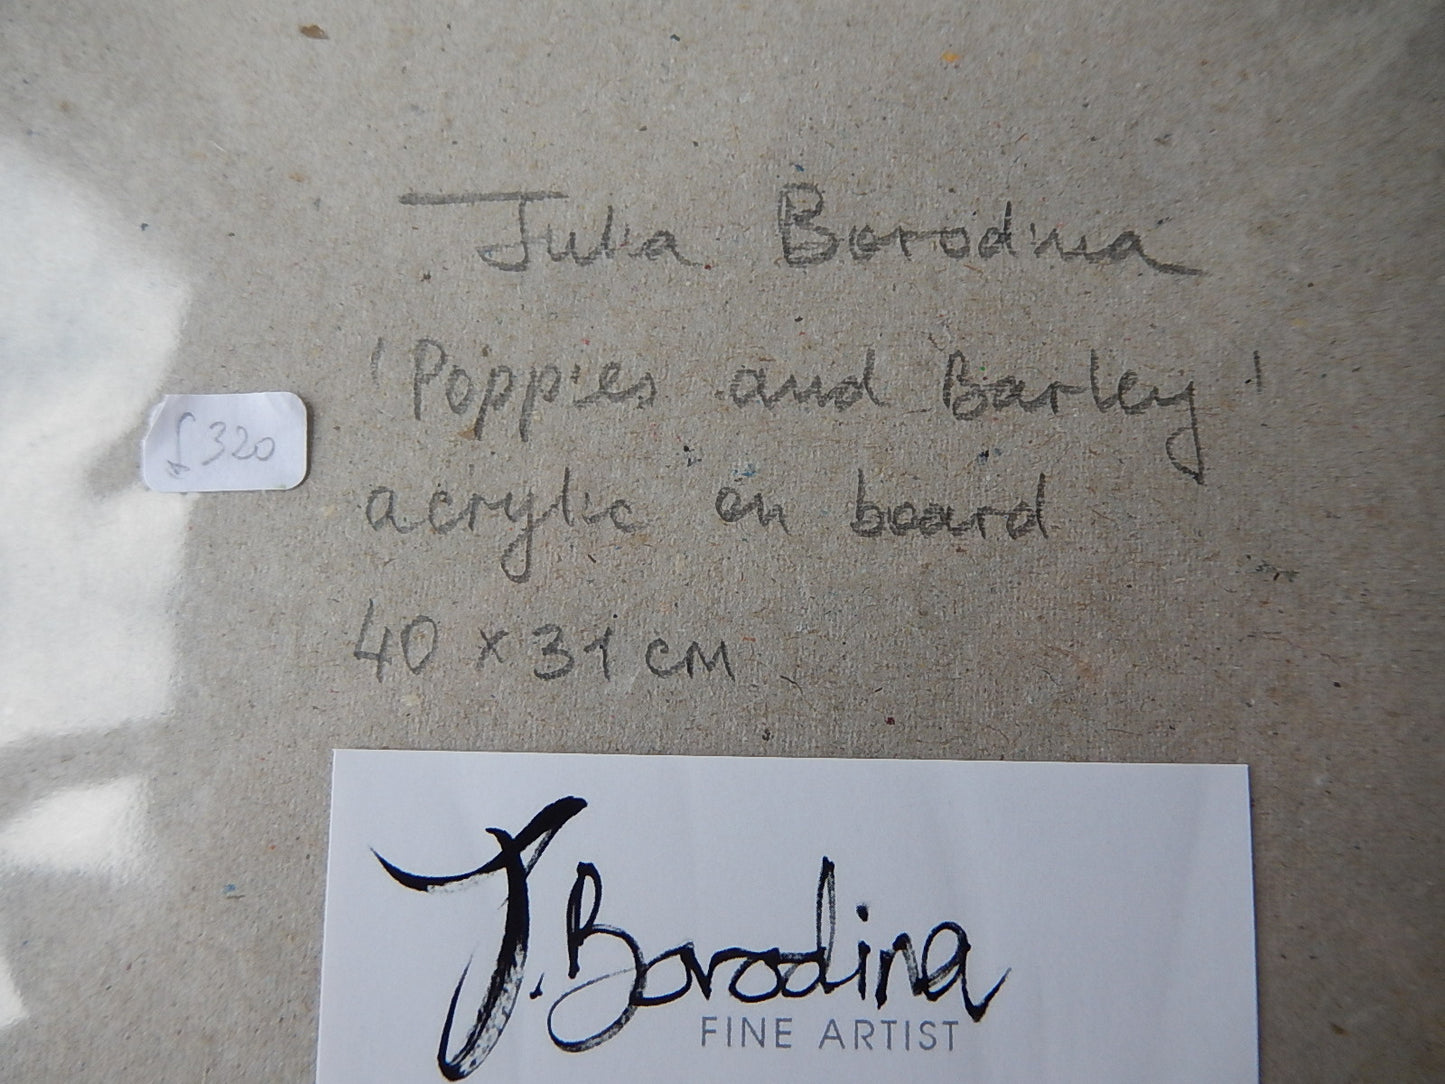 Julia Borodina
'Poppies and Barley'
£320
acrylic on board
40 x 31 cm
J. Borodina
FINE ARTIST